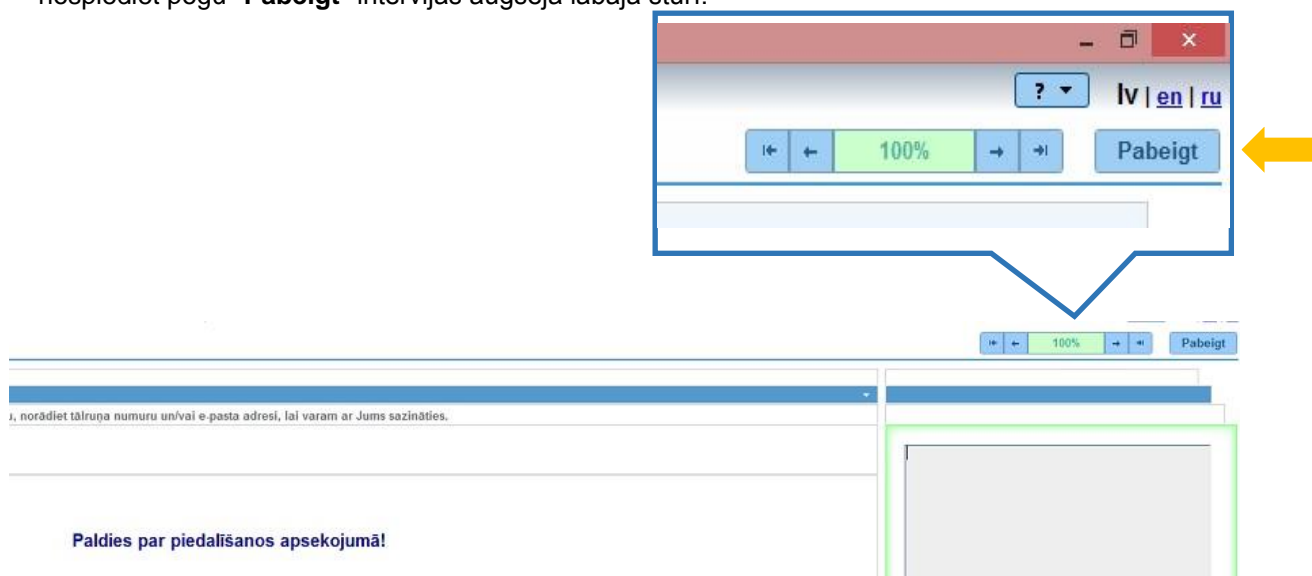 nospiediet pogu "Pabeigt" intervijas augšējā labajā stūrī.
? lv | en | ru
100% Pabeigt
100% Pabeigt
norādiet tālruņa numuru un/vai e-pasta adresi, lai varam ar Jums sazināties.
Paldies par piedalīšanos apsekojumā!